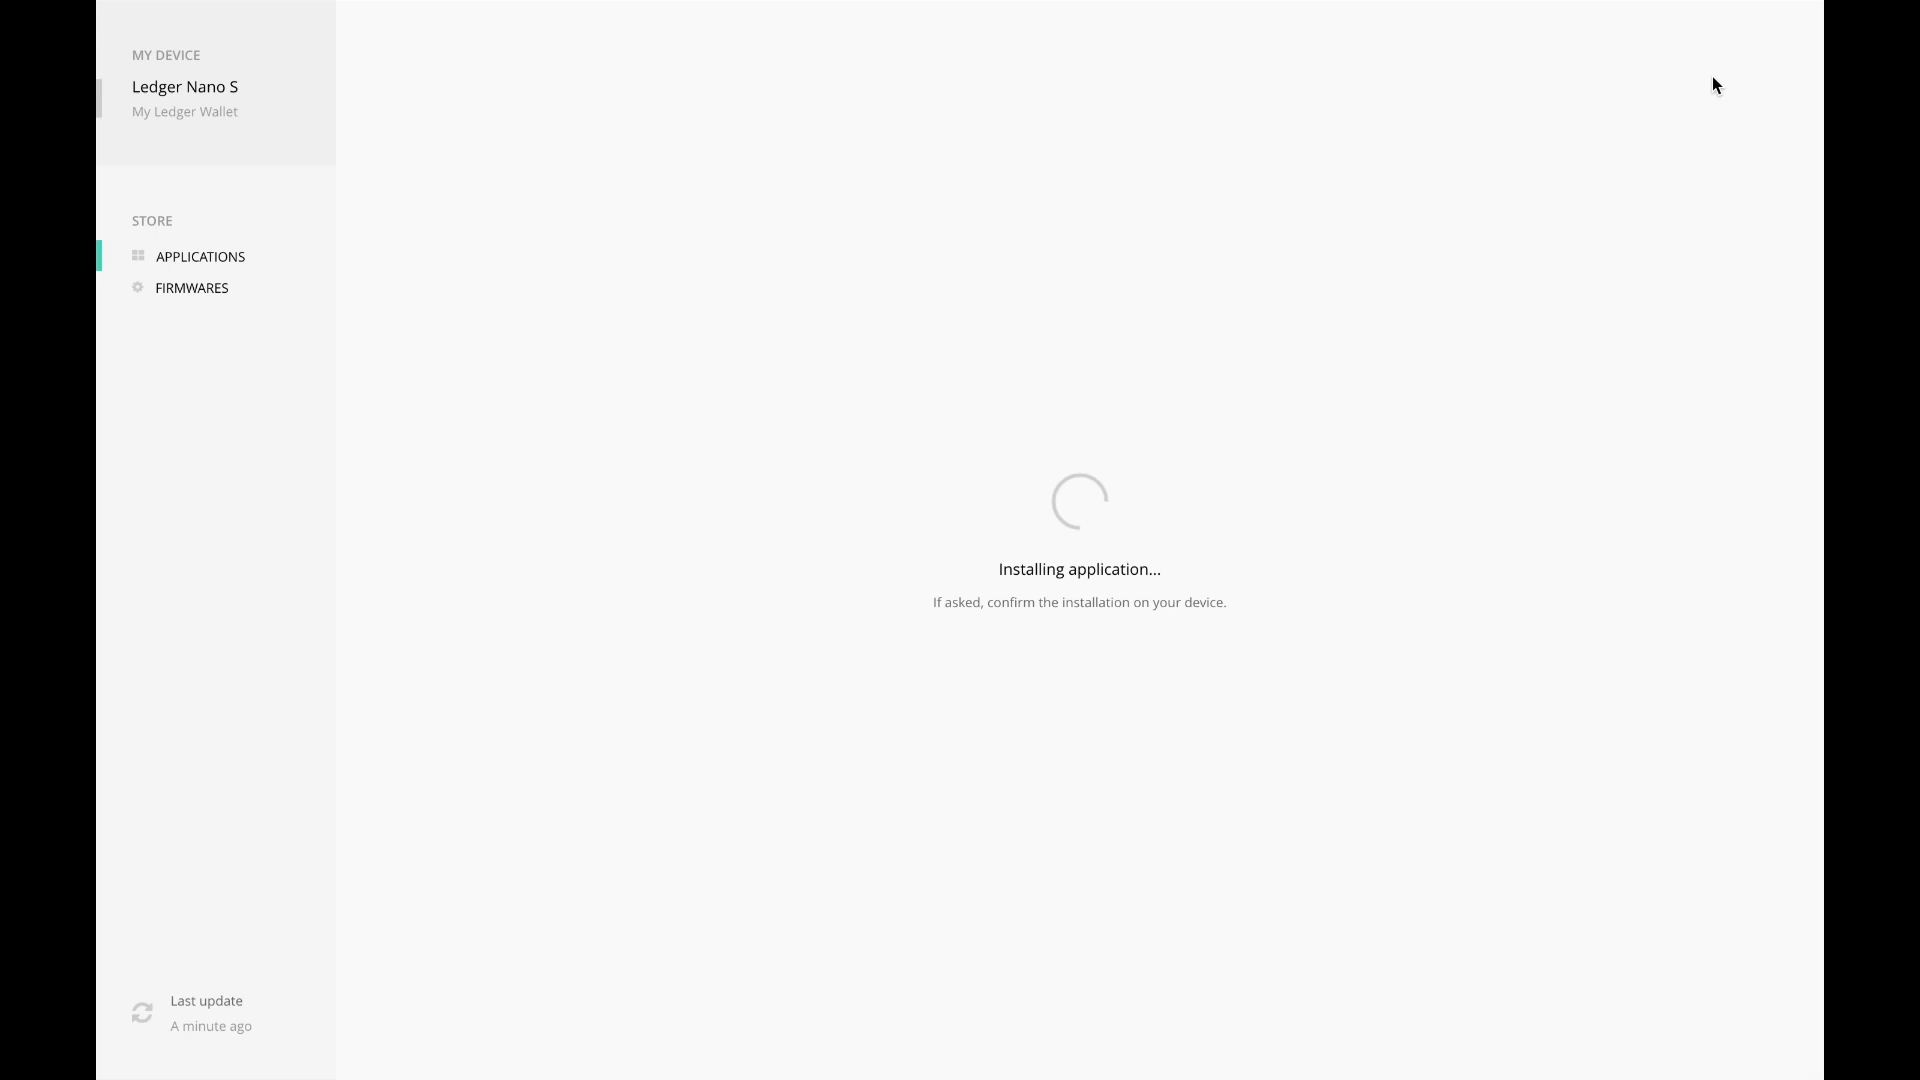 MY DEVICE
Ledger Nano S
My Ledger Wallet
STORE
APPLICATIONS
FIRMWARES
Installing application...
If asked, confirm the installation on your device.
Last update
A minute ago